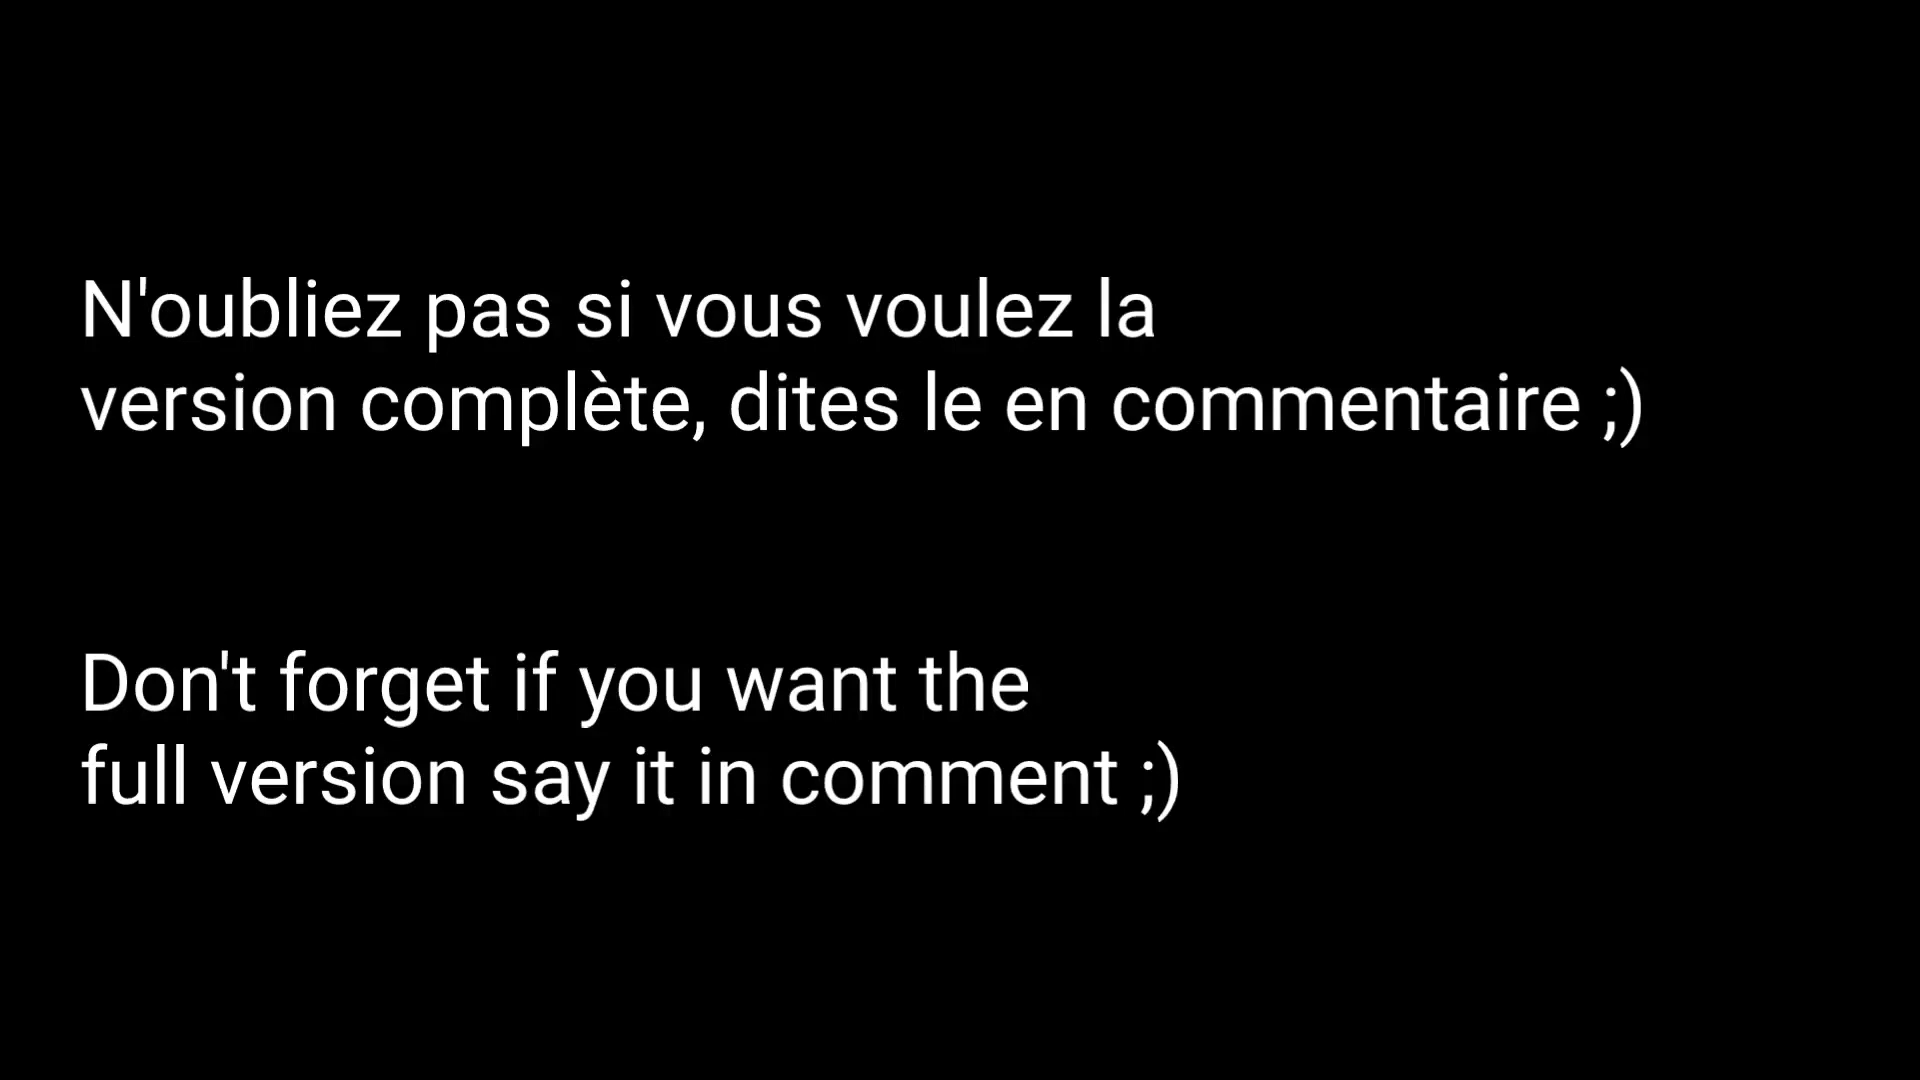 N'oubliez pas si vous voulez la
version complète, dites le en commentaire ;)
Don't forget if you want the
full version say it in comment ;)